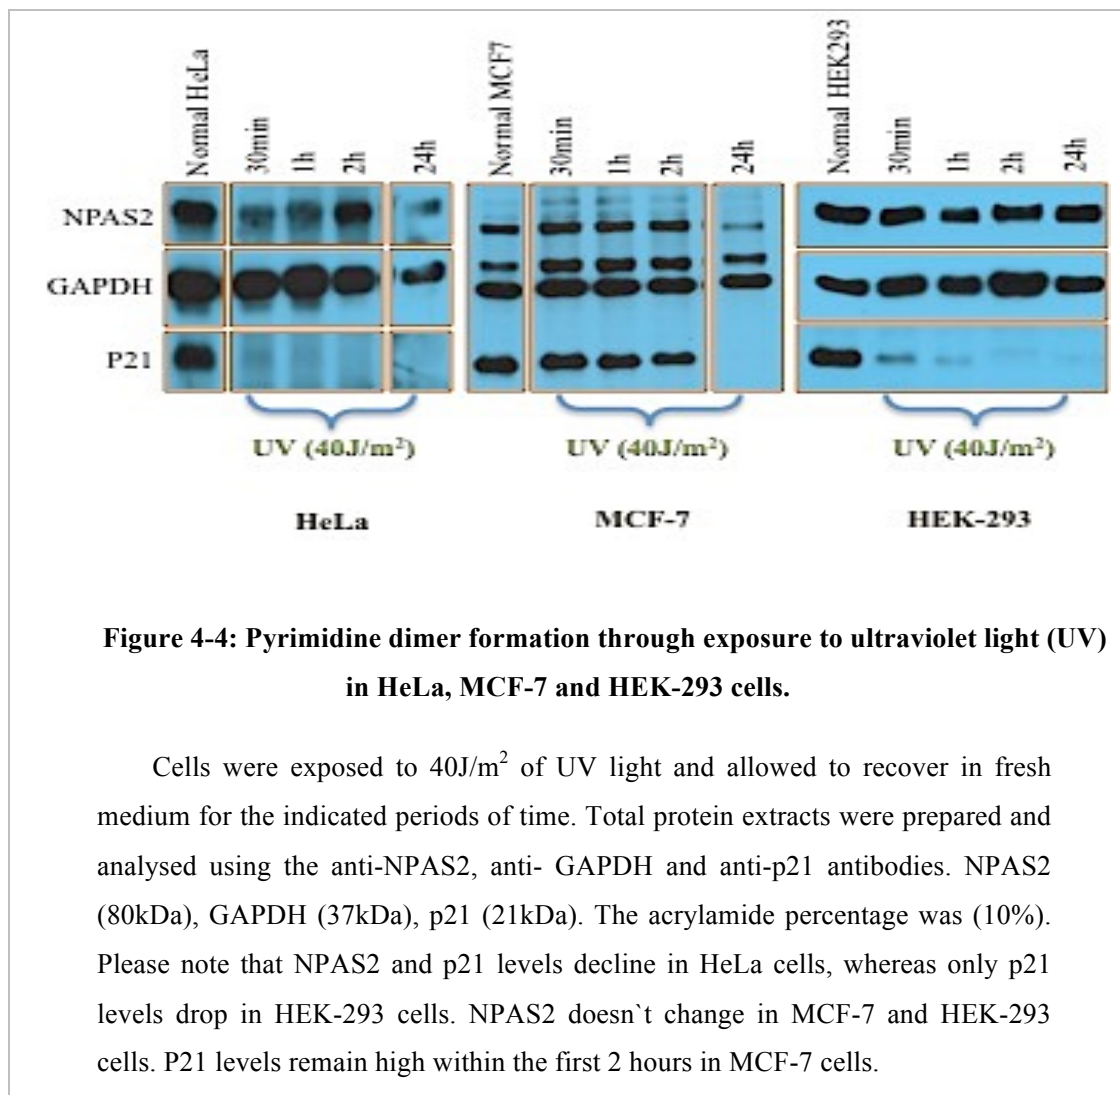 Normal HeLa
30min
1h
2h
24h
Normal MCF7
30min
1h
2h
24h
Normal HEK293
30min
1h
2h
24h
NPAS2
GAPDH
P21
UV (40J/m²)
UV (40J/m²)
UV (40J/m²)
HeLa
MCF-7
HEK-293
Figure 4-4: Pyrimidine dimer formation through exposure to ultraviolet light (UV)
in HeLa, MCF-7 and HEK-293 cells.
Cells were exposed to 40J/m² of UV light and allowed to recover in fresh
medium for the indicated periods of time. Total protein extracts were prepared and
analysed using the anti-NPAS2, anti- GAPDH and anti-p21 antibodies. NPAS2
(80kDa), GAPDH (37kDa), p21 (21kDa). The acrylamide percentage was (10%).
Please note that NPAS2 and p21 levels decline in HeLa cells, whereas only p21
levels drop in HEK-293 cells. NPAS2 doesn`t change in MCF-7 and HEK-293
cells. P21 levels remain high within the first 2 hours in MCF-7 cells.